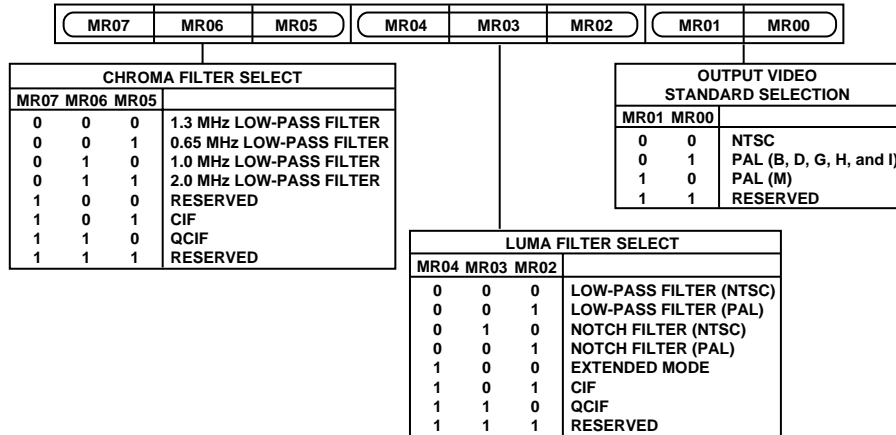 MR07 MR06 MR05 MR04 MR03 MR02 MR01 MR00
CHROMA FILTER SELECT
MR07 MR06 MR05
0 0 0 1.3 MHz LOW-PASS FILTER
0 0 1 0.65 MHz LOW-PASS FILTER
0 1 0 1.0 MHz LOW-PASS FILTER
0 1 1 2.0 MHz LOW-PASS FILTER
1 0 0 RESERVED
1 0 1 CIF
1 1 0 QCIF
1 1 1 RESERVED
OUTPUT VIDEO
STANDARD SELECTION
MR01 MR00
0 0 NTSC
0 1 PAL (B, D, G, H, and I)
1 0 PAL (M)
1 1 RESERVED
LUMA FILTER SELECT
MR04 MR03 MR02
0 0 0 LOW-PASS FILTER (NTSC)
0 0 1 LOW-PASS FILTER (PAL)
0 1 0 NOTCH FILTER (NTSC)
0 0 1 NOTCH FILTER (PAL)
1 0 0 EXTENDED MODE
1 0 1 CIF
1 1 0 QCIF
1 1 1 RESERVED